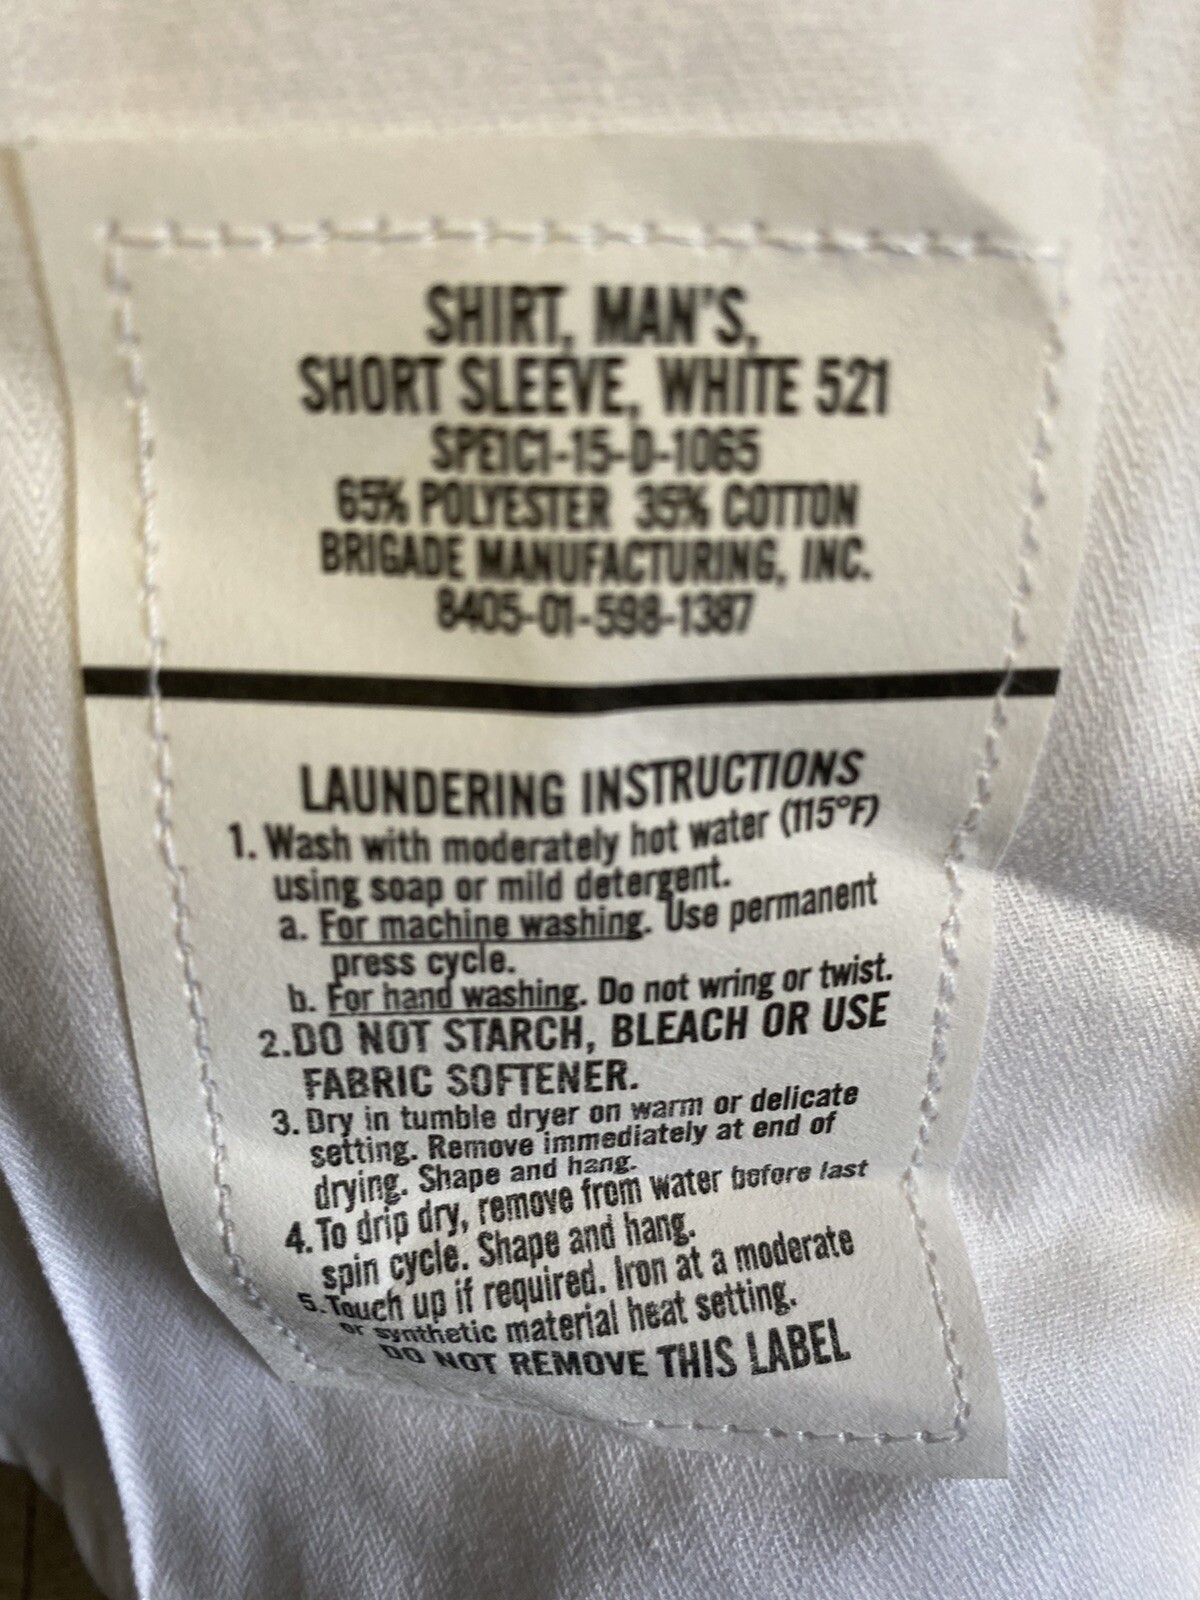 SHIRT, MAN'S,
SHORT SLEEVE, WHITE 521
SPE1C1-15-D-1065
65% POLYESTER 35% COTTON
BRIGADE MANUFACTURING, INC.
8405-01-598-1387
LAUNDERING INSTRUCTIONS
1. Wash with moderately hot water (115°F)
using soap or mild detergent.
a. For machine washing. Use permanent
press cycle.
b. For hand washing. Do not wring or twist.
2.DO NOT STARCH, BLEACH OR USE
FABRIC SOFTENER.
3. Dry in tumble dryer on warm or delicate
setting. Remove immediately at end of
drying. Shape and hang.
4. To drip dry, remove from water before last
spin cycle. Shape and hang.
5. Touch up if required. Iron at a moderate
or synthetic material heat setting.
DO NOT REMOVE THIS LABEL